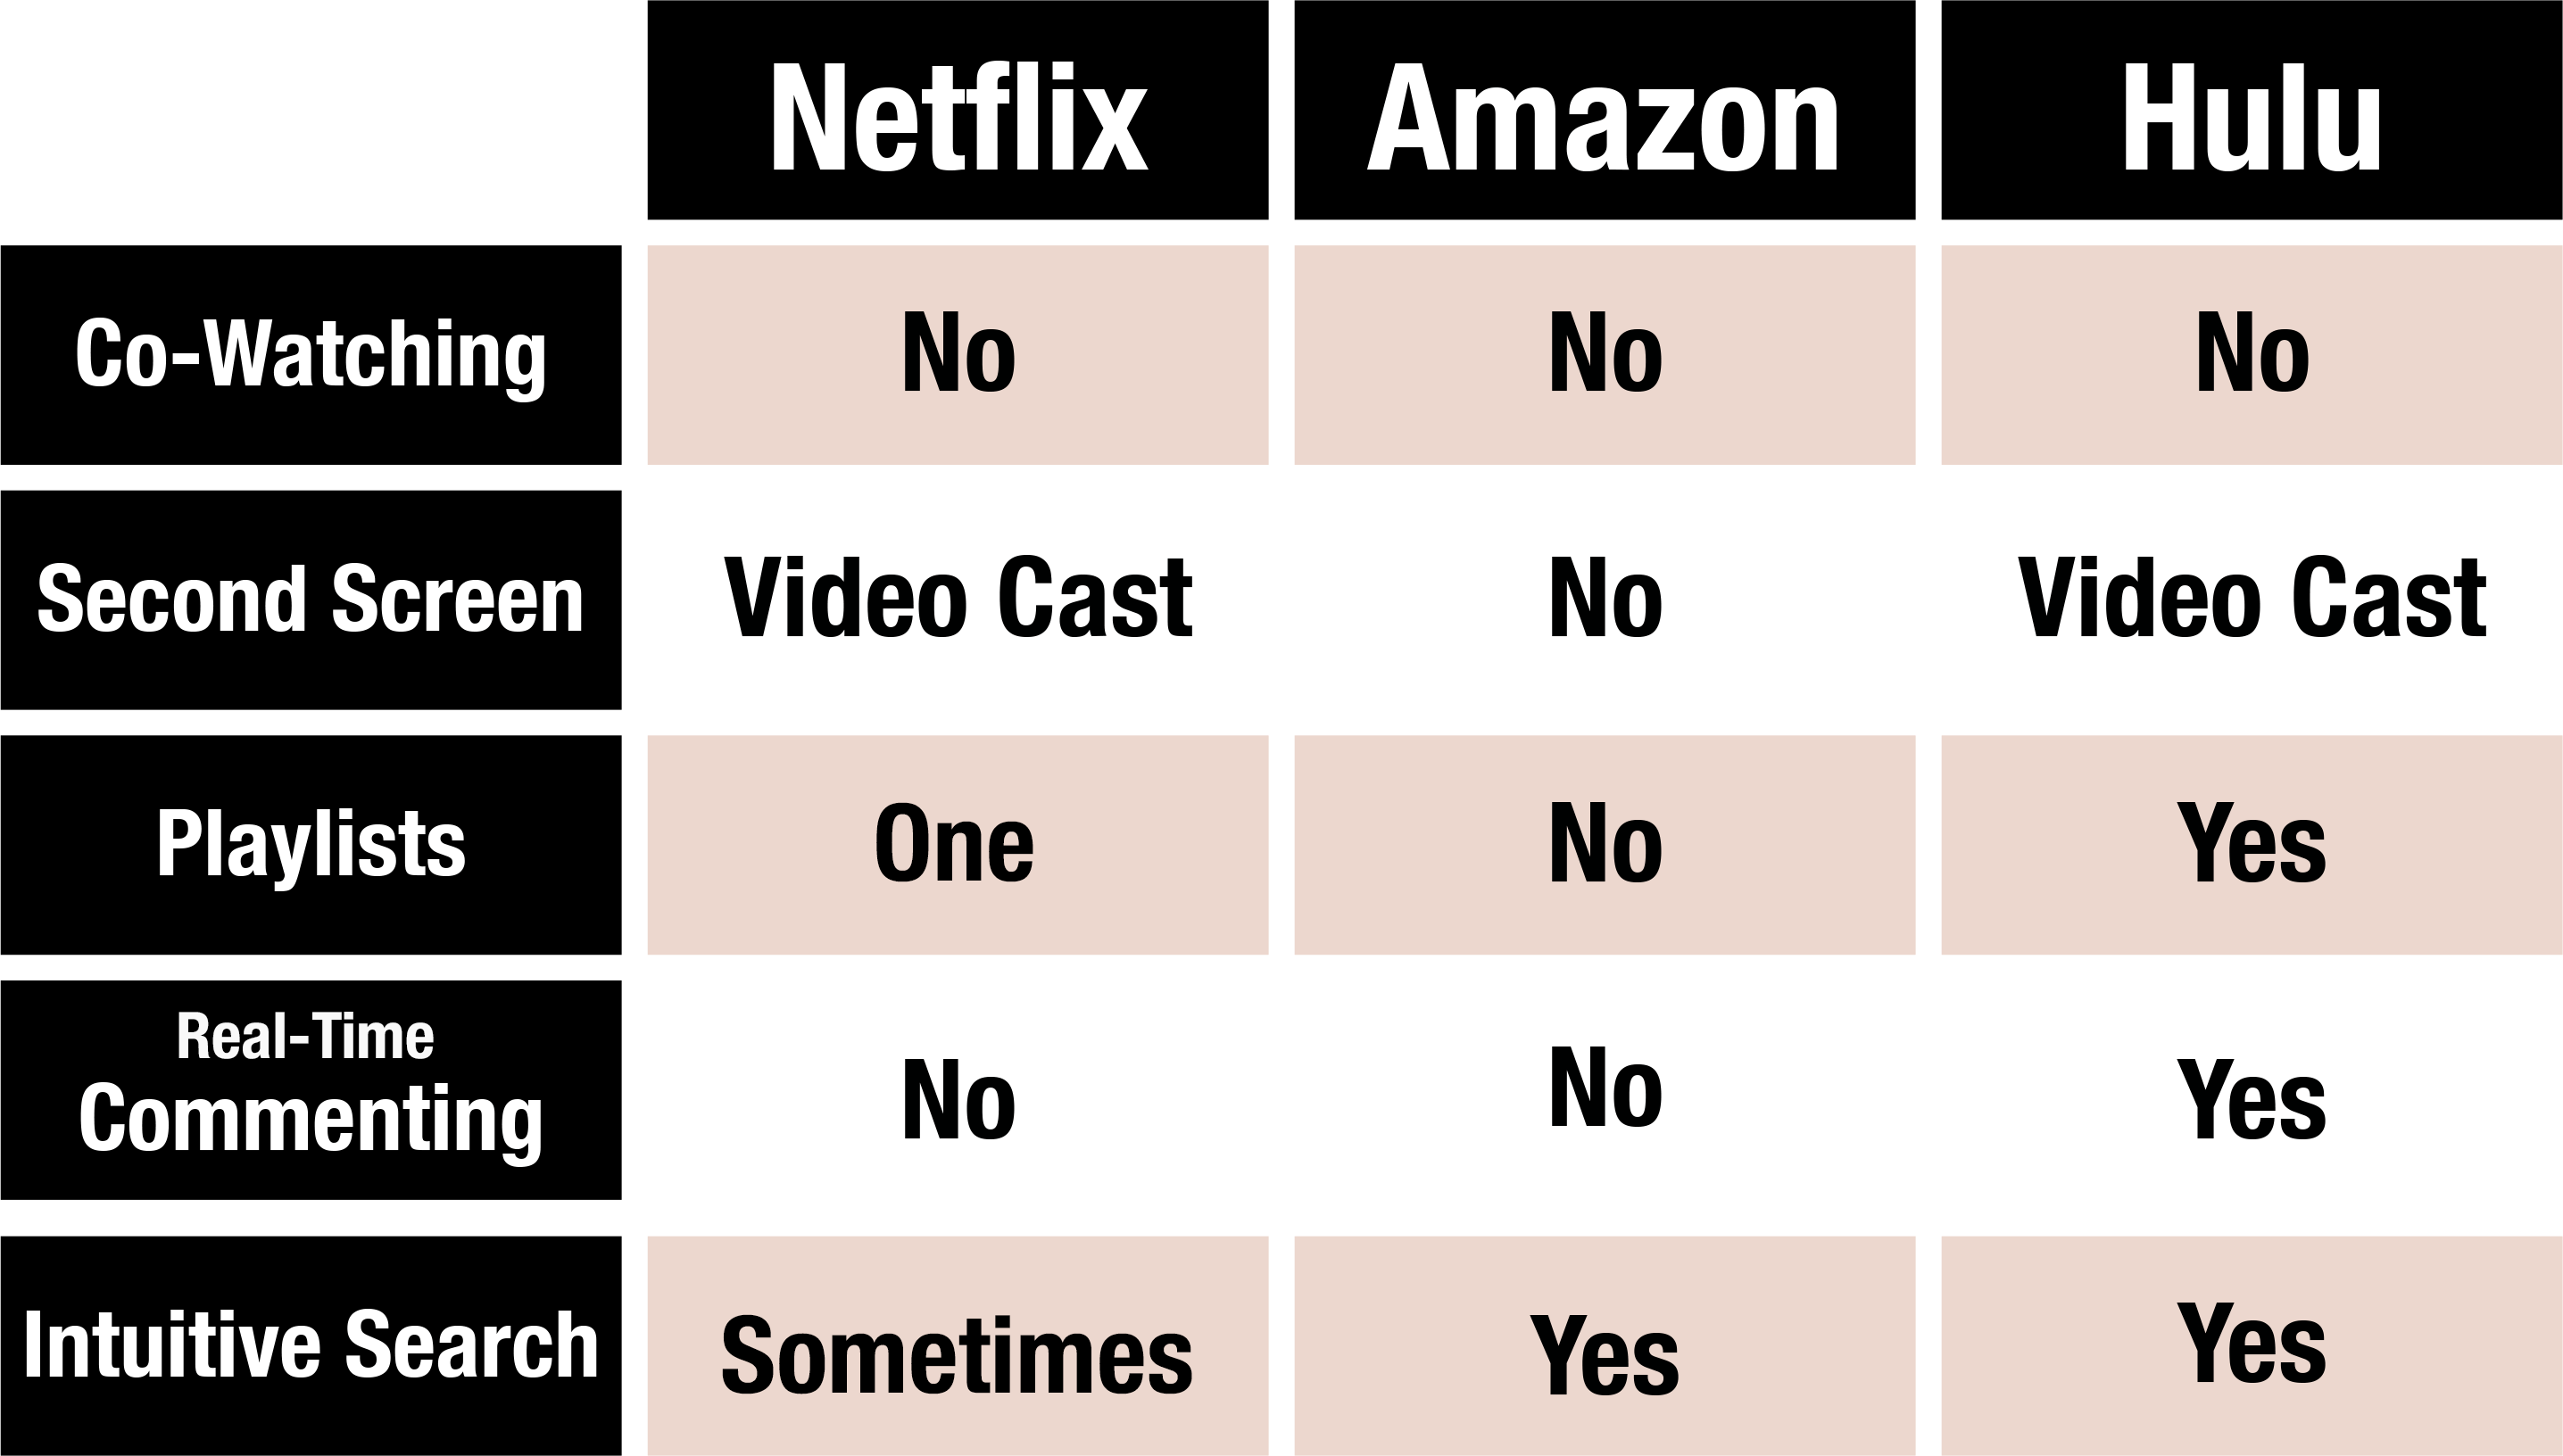 Netflix Amazon Hulu
Co-Watching No No No
Second Screen Video Cast No Video Cast
Playlists One No Yes
Real-Time
Commenting No No Yes
Intuitive Search Sometimes Yes Yes